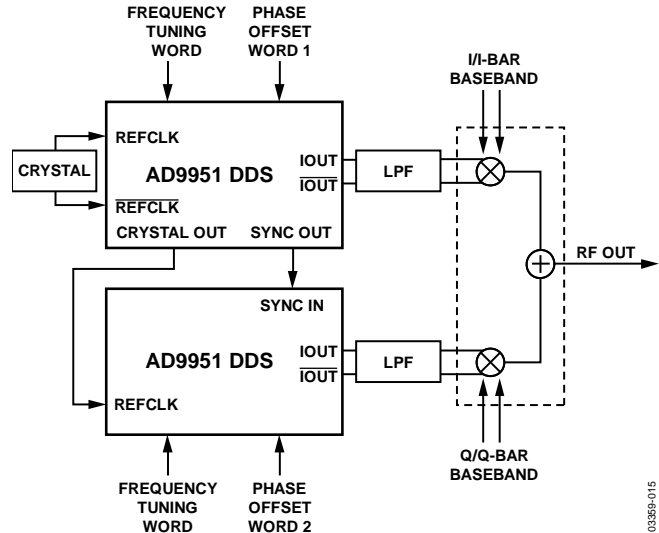 FREQUENCY
TUNING
WORD
PHASE
OFFSET
WORD 1
I/I-BAR
BASEBAND
REFCLK
CRYSTAL
AD9951 DDS
IOUT
IOUT
LPF
REFCLK
CRYSTAL OUT
SYNC OUT
RF OUT
SYNC IN
AD9951 DDS
IOUT
IOUT
LPF
REFCLK
Q/Q-BAR
BASEBAND
FREQUENCY
TUNING
WORD
PHASE
OFFSET
WORD 2
03359-015